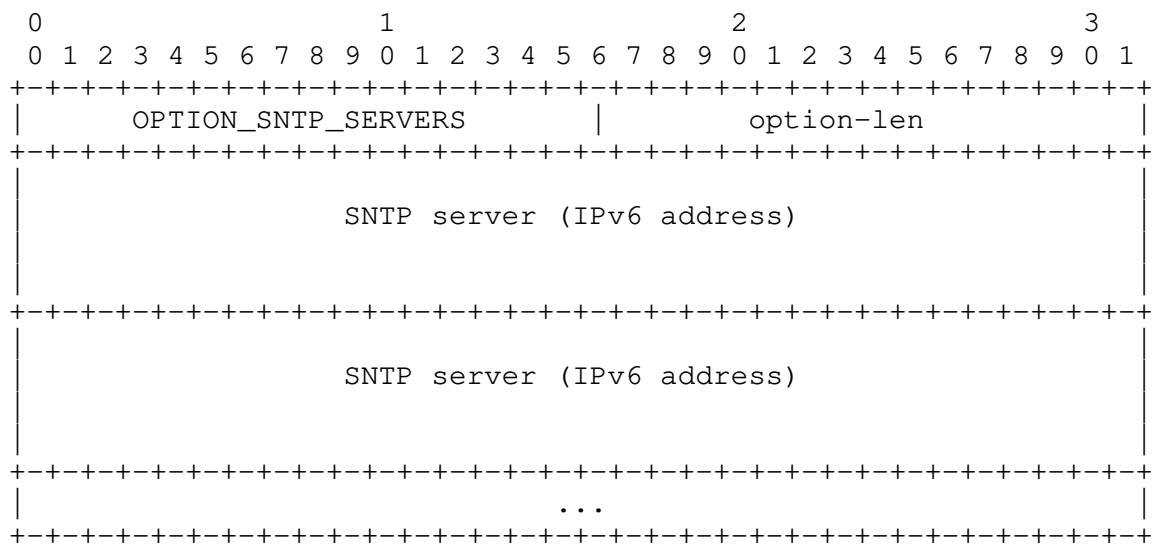 0                   1                   2                   3
 0 1 2 3 4 5 6 7 8 9 0 1 2 3 4 5 6 7 8 9 0 1 2 3 4 5 6 7 8 9 0 1
+-+-+-+-+-+-+-+-+-+-+-+-+-+-+-+-+-+-+-+-+-+-+-+-+-+-+-+-+-+-+-+-+
|      OPTION_SNTP_SERVERS       |        option-len             |
+-+-+-+-+-+-+-+-+-+-+-+-+-+-+-+-+-+-+-+-+-+-+-+-+-+-+-+-+-+-+-+-+
|                                                               |
|                  SNTP server (IPv6 address)                   |
|                                                               |
|                                                               |
+-+-+-+-+-+-+-+-+-+-+-+-+-+-+-+-+-+-+-+-+-+-+-+-+-+-+-+-+-+-+-+-+
|                                                               |
|                  SNTP server (IPv6 address)                   |
|                                                               |
|                                                               |
+-+-+-+-+-+-+-+-+-+-+-+-+-+-+-+-+-+-+-+-+-+-+-+-+-+-+-+-+-+-+-+-+
|                              ...                              |
+-+-+-+-+-+-+-+-+-+-+-+-+-+-+-+-+-+-+-+-+-+-+-+-+-+-+-+-+-+-+-+-+